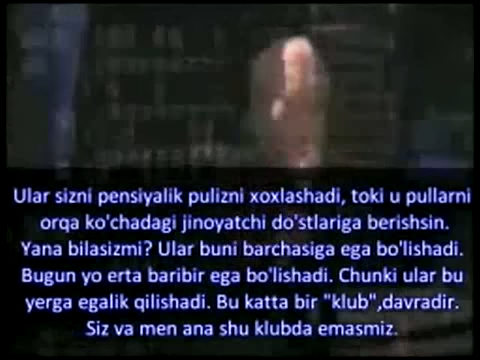 Ular sizni pensiyalik pulizni xoxlashadi, toki u pullarni
orqa ko'chadagi jinoyatchi do'stlariga berishsin.
Yana bilasizmi? Ular buni barchasiga ega bo'lishadi.
Bugun yo erta baribir ega bo'lishadi. Chunki ular bu
yerga egalik qilishadi. Bu katta bir "klub",davradir.
Siz va men ana shu klubda emasmiz.